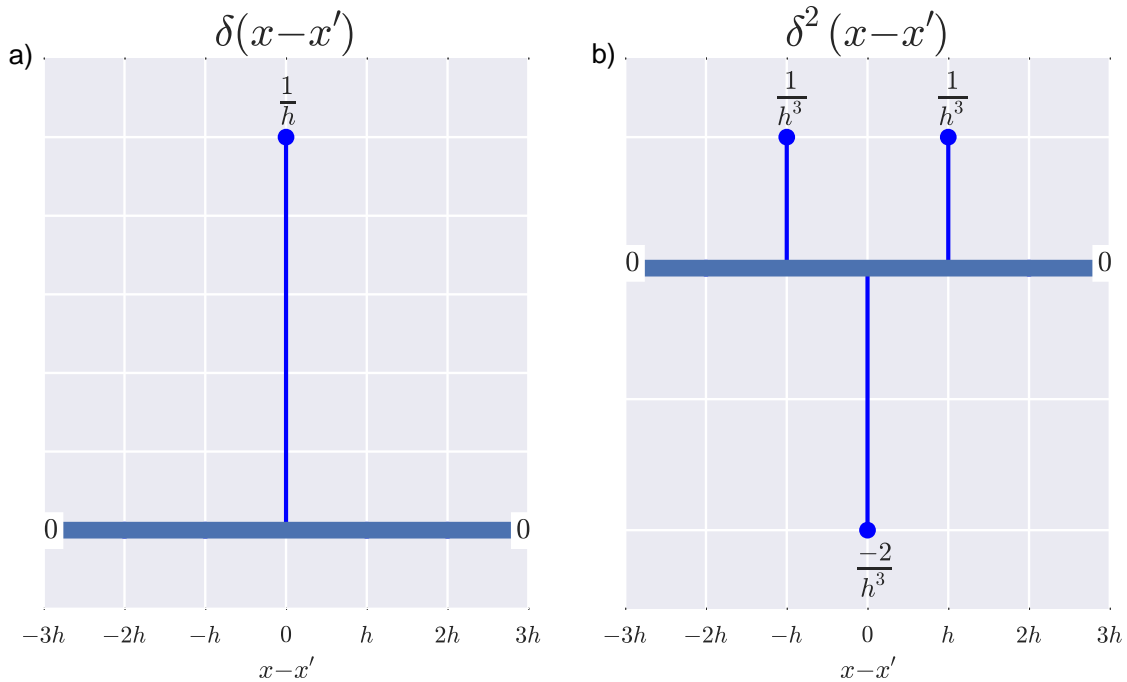 a)
δ(x−x′)
1/h
0 0
−3h −2h −h 0 h 2h 3h
x−x′
b)
δ² (x−x′)
1/h³ 1/h³
0 0
−2/h³
−3h −2h −h 0 h 2h 3h
x−x′